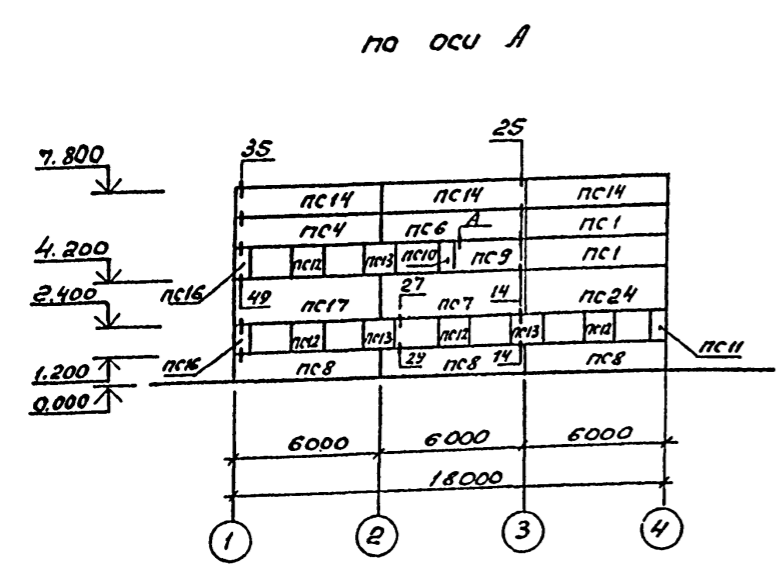 по оси А
35 25
7.800
пс14 пс14 пс14
пс4 пс6 А пс1
4.200
пс12 пс13 пс10 пс9 пс1
пс16 49 27 14
2.400
пс17 пс7 пс24
пс12 пс13 пс12 пс13 пс12
пс16 29 14 пс11
1.200
пс8 пс8 пс8
0.000
6000 6000 6000
18000
1 2 3 4